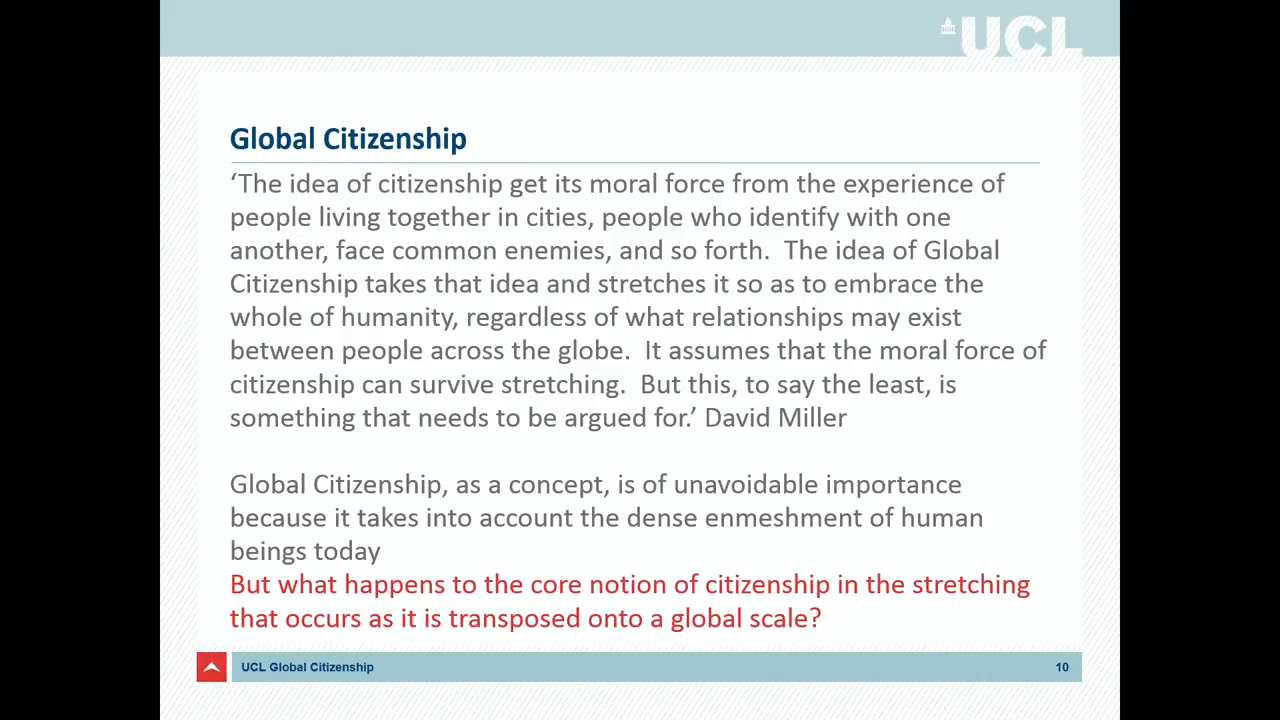 UCL
Global Citizenship
‘The idea of citizenship get its moral force from the experience of
people living together in cities, people who identify with one
another, face common enemies, and so forth.  The idea of Global
Citizenship takes that idea and stretches it so as to embrace the
whole of humanity, regardless of what relationships may exist
between people across the globe.  It assumes that the moral force of
citizenship can survive stretching.  But this, to say the least, is
something that needs to be argued for.’ David Miller
Global Citizenship, as a concept, is of unavoidable importance
because it takes into account the dense enmeshment of human
beings today
But what happens to the core notion of citizenship in the stretching
that occurs as it is transposed onto a global scale?
UCL Global Citizenship 10